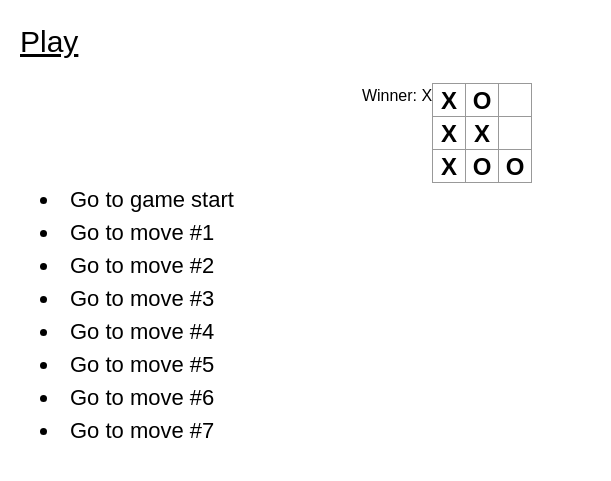 Play
Winner: X
X O
X X
X O O
Go to game start
Go to move #1
Go to move #2
Go to move #3
Go to move #4
Go to move #5
Go to move #6
Go to move #7